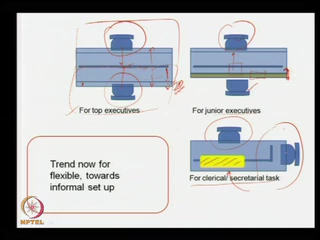 For top executives
For junior executives
Trend now for
flexible, towards
informal set up
For clerical/ secretarial task
NPTEL